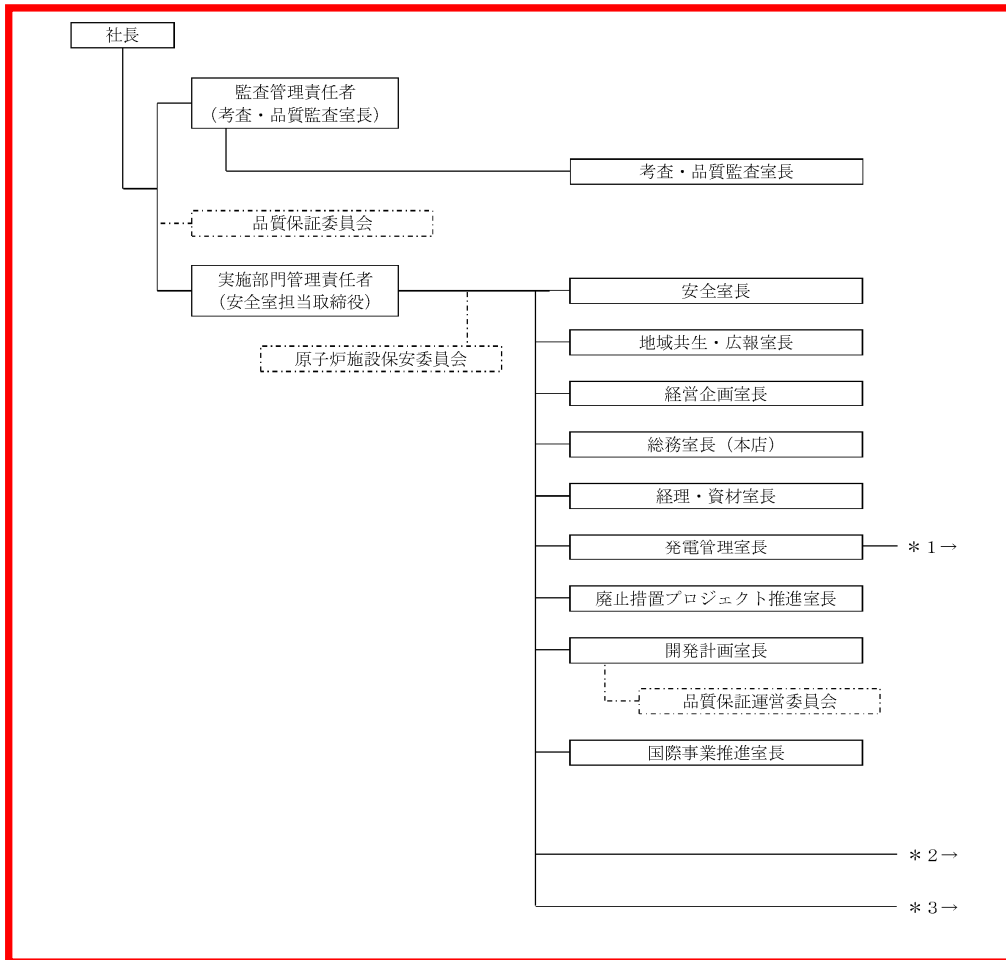 社長
監査管理責任者
(考査・品質監査室長)
考査・品質監査室長
品質保証委員会
実施部門管理責任者
(安全室担当取締役)
安全室長
原子炉施設保安委員会
地域共生・広報室長
経営企画室長
総務室長(本店)
経理・資材室長
発電管理室長
＊1→
廃止措置プロジェクト推進室長
開発計画室長
品質保証運営委員会
国際事業推進室長
＊2→
＊3→